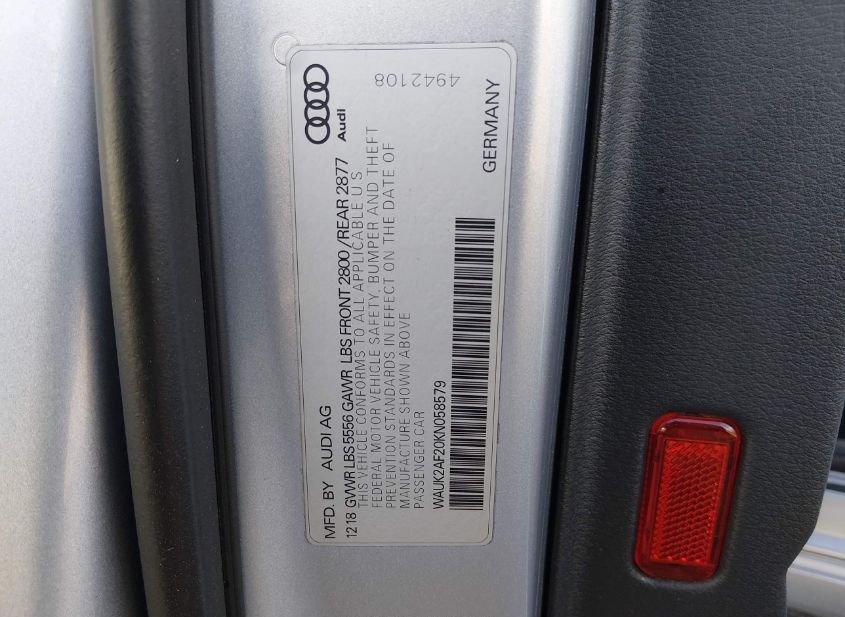 Audi
MFD. BY AUDI AG
12 18 GVWR LBS 5556 GAWR LBS FRONT 2800 / REAR 2877
THIS VEHICLE CONFORMS TO ALL APPLICABLE U S
FEDERAL MOTOR VEHICLE SAFETY, BUMPER AND THEFT
PREVENTION STANDARDS IN EFFECT ON THE DATE OF
MANUFACTURE SHOWN ABOVE
PASSENGER CAR
4942108
WAUK2AF20KN058579
GERMANY